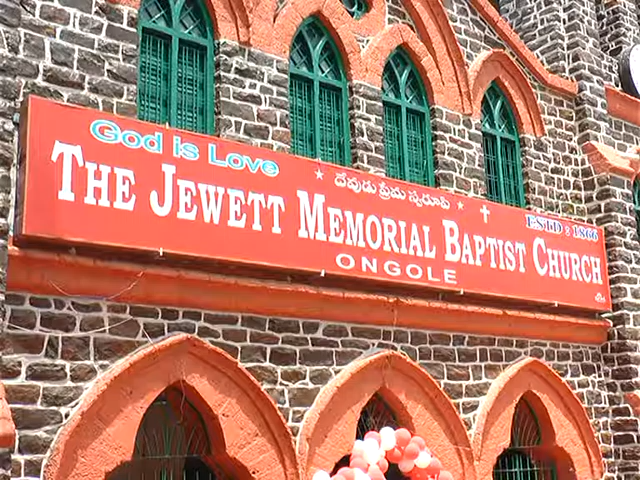 God is Love
★ దేవుడు ప్రేమ స్వరూపి ★
ESTD : 1866
THE JEWETT MEMORIAL BAPTIST CHURCH
ONGOLE